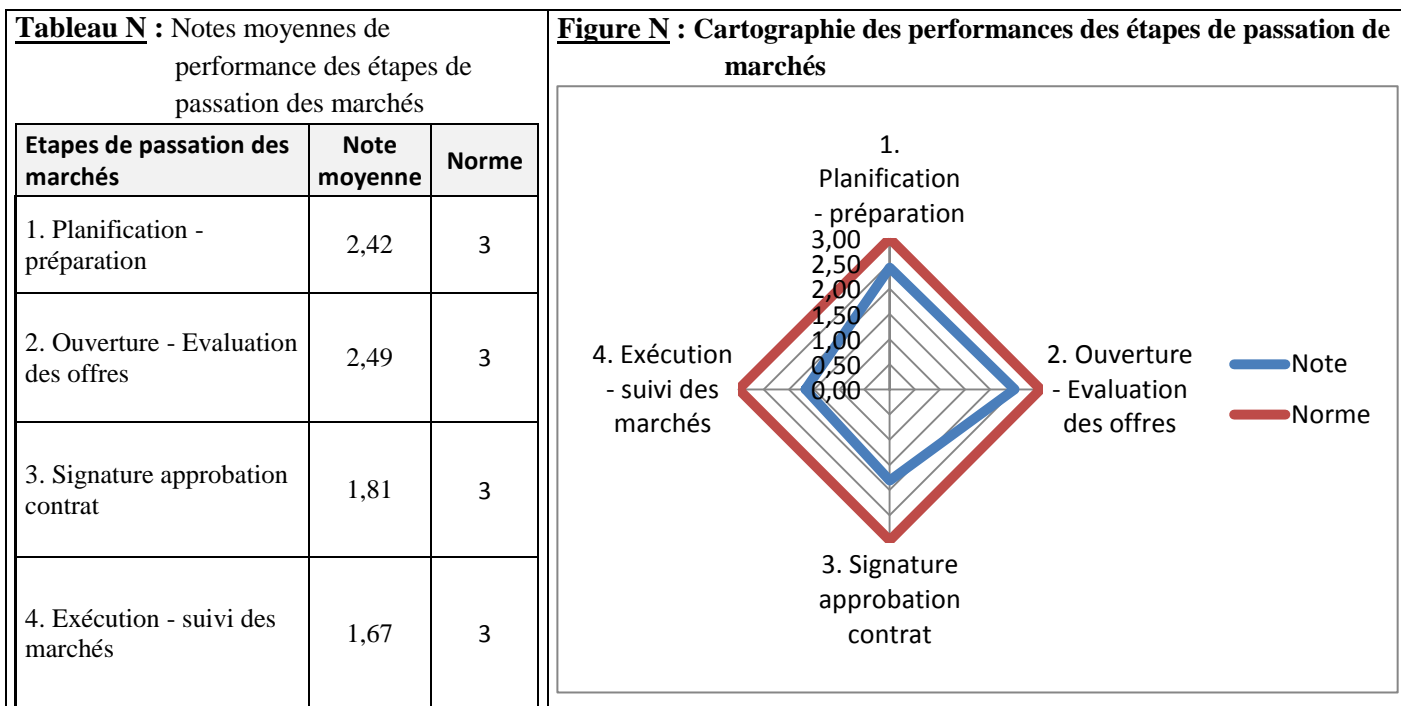 Tableau N : Notes moyennes de
performance des étapes de
passation des marchés
Etapes de passation des
marchés
Note
moyenne
Norme
1. Planification -
préparation
2,42
3
2. Ouverture - Evaluation
des offres
2,49
3
3. Signature approbation
contrat
1,81
3
4. Exécution - suivi des
marchés
1,67
3
Figure N : Cartographie des performances des étapes de passation de
marchés
1.
Planification
- préparation
3,00
2,50
2,00
1,50
1,00
0,50
0,00
2. Ouverture
- Evaluation
des offres
3. Signature
approbation
contrat
4. Exécution
- suivi des
marchés
Note
Norme